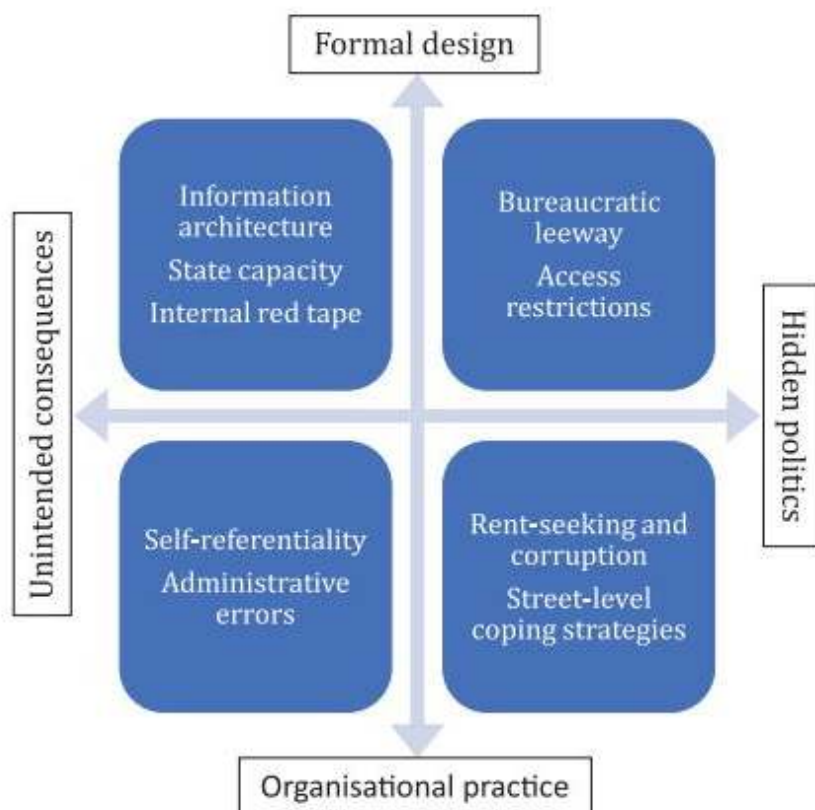 Formal design
Information
architecture
State capacity
Internal red tape
Bureaucratic
leeway
Access
restrictions
Unintended consequences
Hidden politics
Self-referentiality
Administrative
errors
Rent-seeking and
corruption
Street-level
coping strategies
Organisational practice